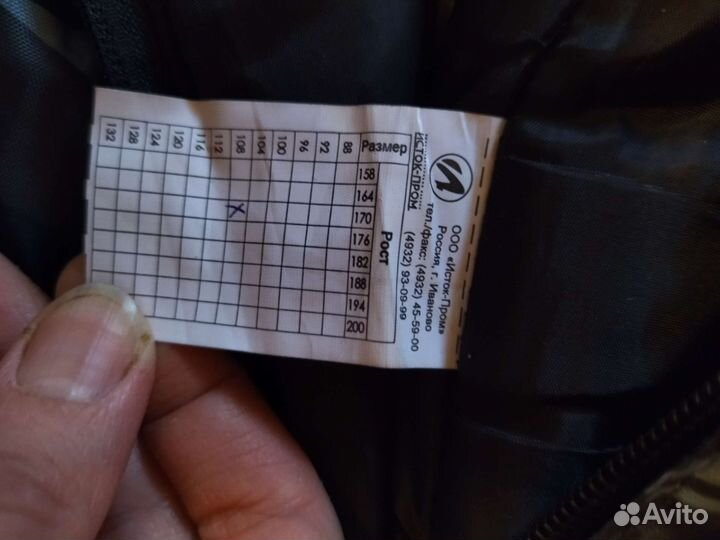 ИСТОК-ПРОМ
ООО «Исток-Пром»
Россия, г. Иваново
тел./факс: (4932) 45-59-00
(4932) 93-09-99
Размер
Рост
158 164 170 176 182 188 194 200
88
92
96
100
104
108 X
112
116
120
124
128
132
Avito